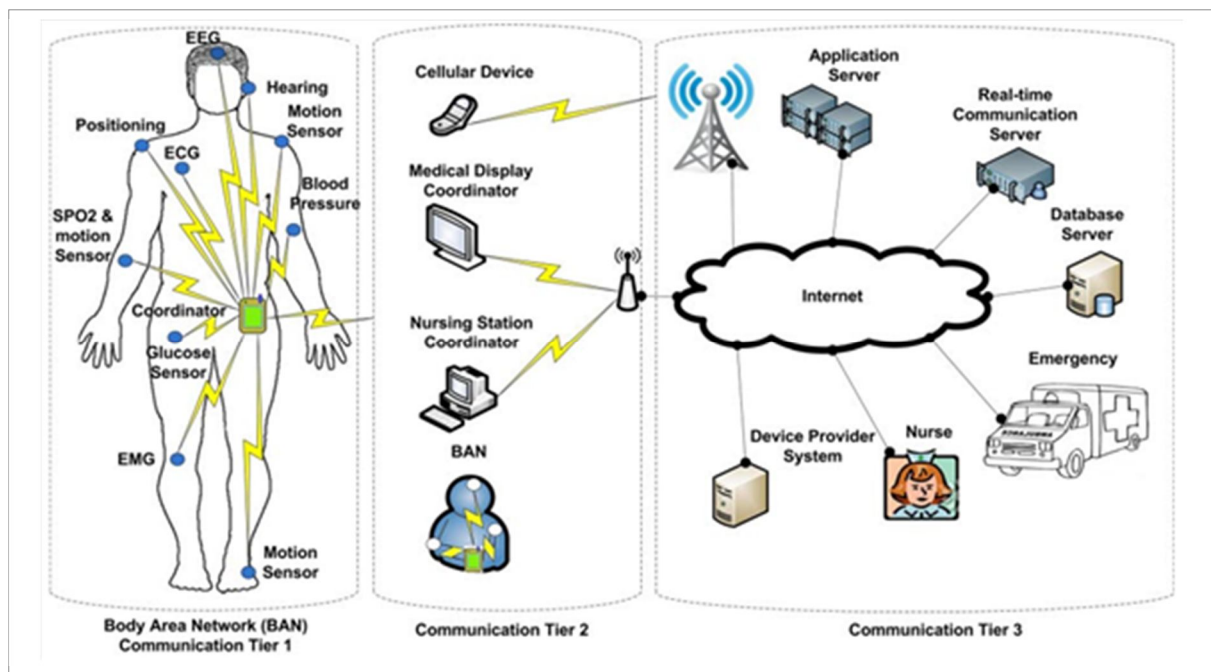 EEG
Hearing
Motion
Sensor
Positioning
ECG
Blood
Pressure
SPO2 &
motion
Sensor
Coordinator
Glucose
Sensor
EMG
Motion
Sensor
Body Area Network (BAN)
Communication Tier 1
Cellular Device
Medical Display
Coordinator
Nursing Station
Coordinator
BAN
Communication Tier 2
Application
Server
Real-time
Communication
Server
Database
Server
Internet
Emergency
Device Provider
System
Nurse
Communication Tier 3